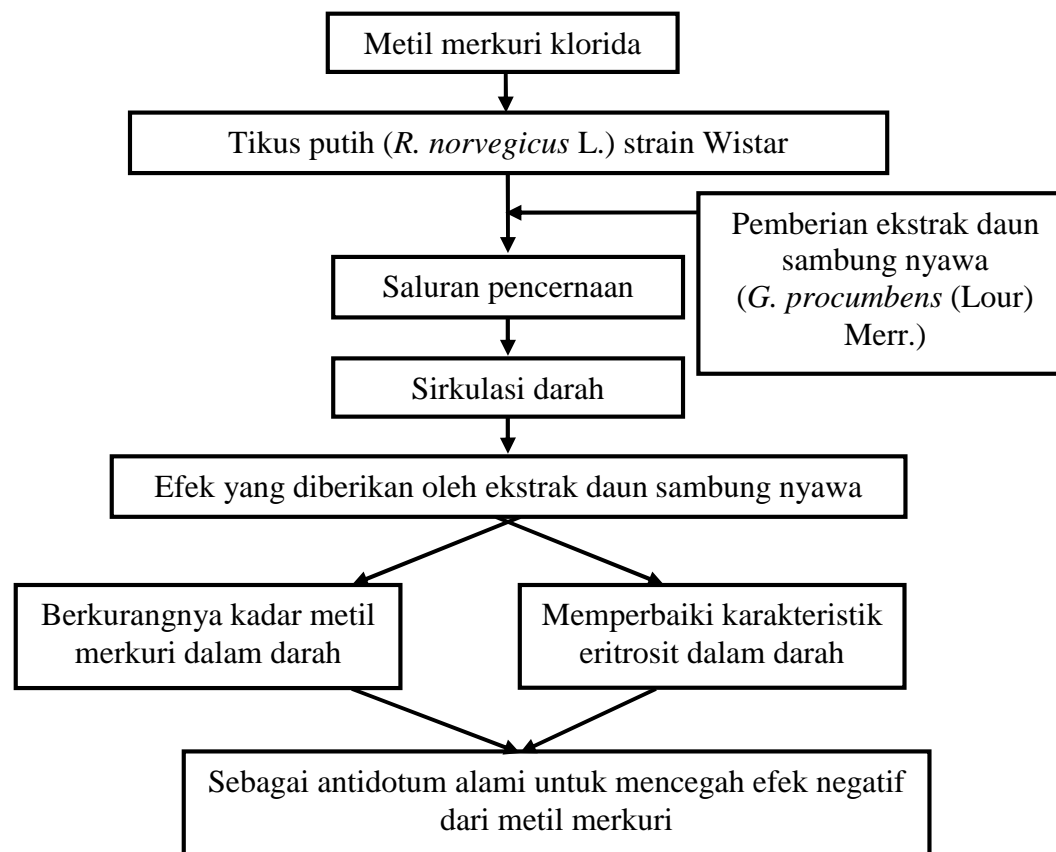 Metil merkuri klorida
Tikus putih (R. norvegicus L.) strain Wistar
Pemberian ekstrak daun
sambung nyawa
(G. procumbens (Lour)
Merr.)
Saluran pencernaan
Sirkulasi darah
Efek yang diberikan oleh ekstrak daun sambung nyawa
Berkurangnya kadar metil
merkuri dalam darah
Memperbaiki karakteristik
eritrosit dalam darah
Sebagai antidotum alami untuk mencegah efek negatif
dari metil merkuri